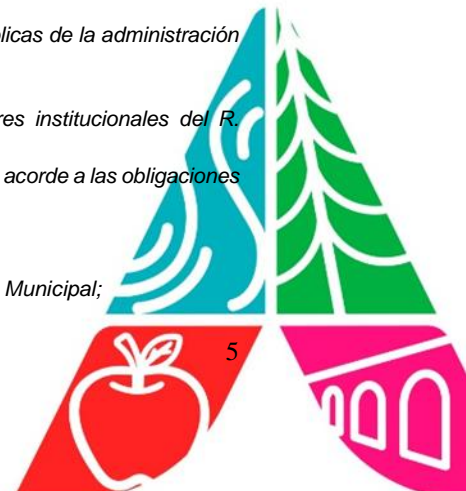 licas de la administración
res institucionales del R.
acorde a las obligaciones
Municipal;
5